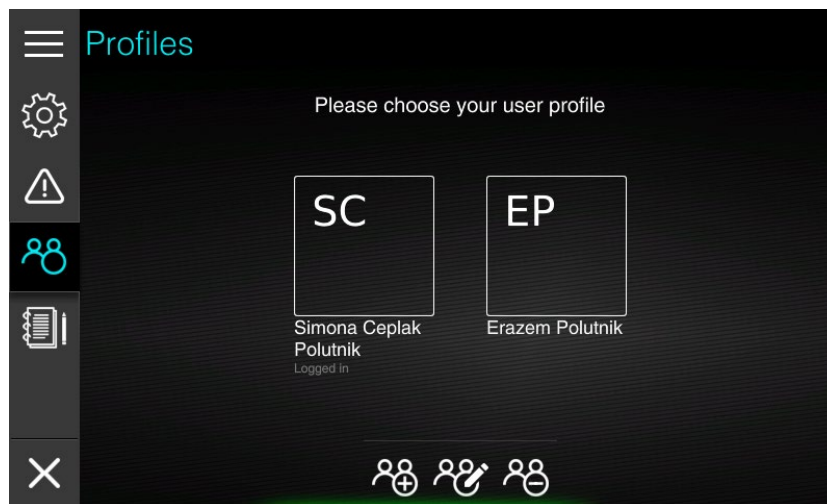 Profiles
Please choose your user profile
SC
EP
Simona Ceplak
Polutnik
Logged in
Erazem Polutnik